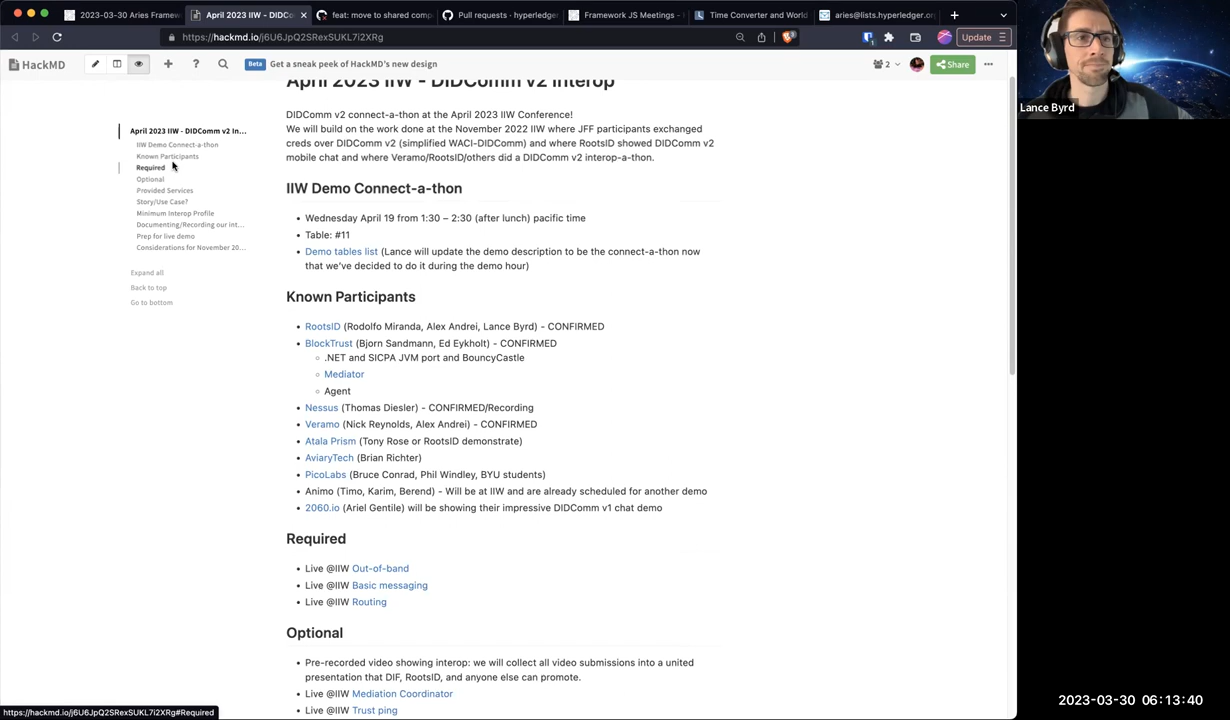 2023-03-30 Aries Framew
April 2023 IIW - DIDCo
feat: move to shared comp
Pull requests · hyperledge
Framework JS Meetings -
Time Converter and World
aries@lists.hyperledger.or
https://hackmd.io/j6U6JpQ2SRexSUKL7i2XRg
Update
HackMD
Beta Get a sneak peek of HackMD's new design
2
Share
April 2023 IIW - DIDComm v2 Interop
DIDComm v2 connect-a-thon at the April 2023 IIW Conference!
We will build on the work done at the November 2022 IIW where JFF participants exchanged
creds over DIDComm v2 (simplified WACI-DIDComm) and where RootsID showed DIDComm v2
mobile chat and where Veramo/RootsID/others did a DIDComm v2 interop-a-thon.
April 2023 IIW - DIDComm v2 In...
IIW Demo Connect-a-thon
Known Participants
Required
Optional
Provided Services
Story/Use Case?
Minimum Interop Profile
Documenting/Recording our int...
Prep for live demo
Considerations for November 20...
Expand all
Back to top
Go to bottom
IIW Demo Connect-a-thon
• Wednesday April 19 from 1:30 – 2:30 (after lunch) pacific time
• Table: #11
• Demo tables list (Lance will update the demo description to be the connect-a-thon now
that we've decided to do it during the demo hour)
Known Participants
• RootsID (Rodolfo Miranda, Alex Andrei, Lance Byrd) - CONFIRMED
• BlockTrust (Bjorn Sandmann, Ed Eykholt) - CONFIRMED
◦ .NET and SICPA JVM port and BouncyCastle
◦ Mediator
◦ Agent
• Nessus (Thomas Diesler) - CONFIRMED/Recording
• Veramo (Nick Reynolds, Alex Andrei) - CONFIRMED
• Atala Prism (Tony Rose or RootsID demonstrate)
• AviaryTech (Brian Richter)
• PicoLabs (Bruce Conrad, Phil Windley, BYU students)
• Animo (Timo, Karim, Berend) - Will be at IIW and are already scheduled for another demo
• 2060.io (Ariel Gentile) will be showing their impressive DIDComm v1 chat demo
Required
• Live @IIW Out-of-band
• Live @IIW Basic messaging
• Live @IIW Routing
Optional
• Pre-recorded video showing interop: we will collect all video submissions into a united
presentation that DIF, RootsID, and anyone else can promote.
• Live @IIW Mediation Coordinator
• Live @IIW Trust ping
https://hackmd.io/j6U6JpQ2SRexSUKL7i2XRg#Required
Lance Byrd
2023-03-30 06:13:40